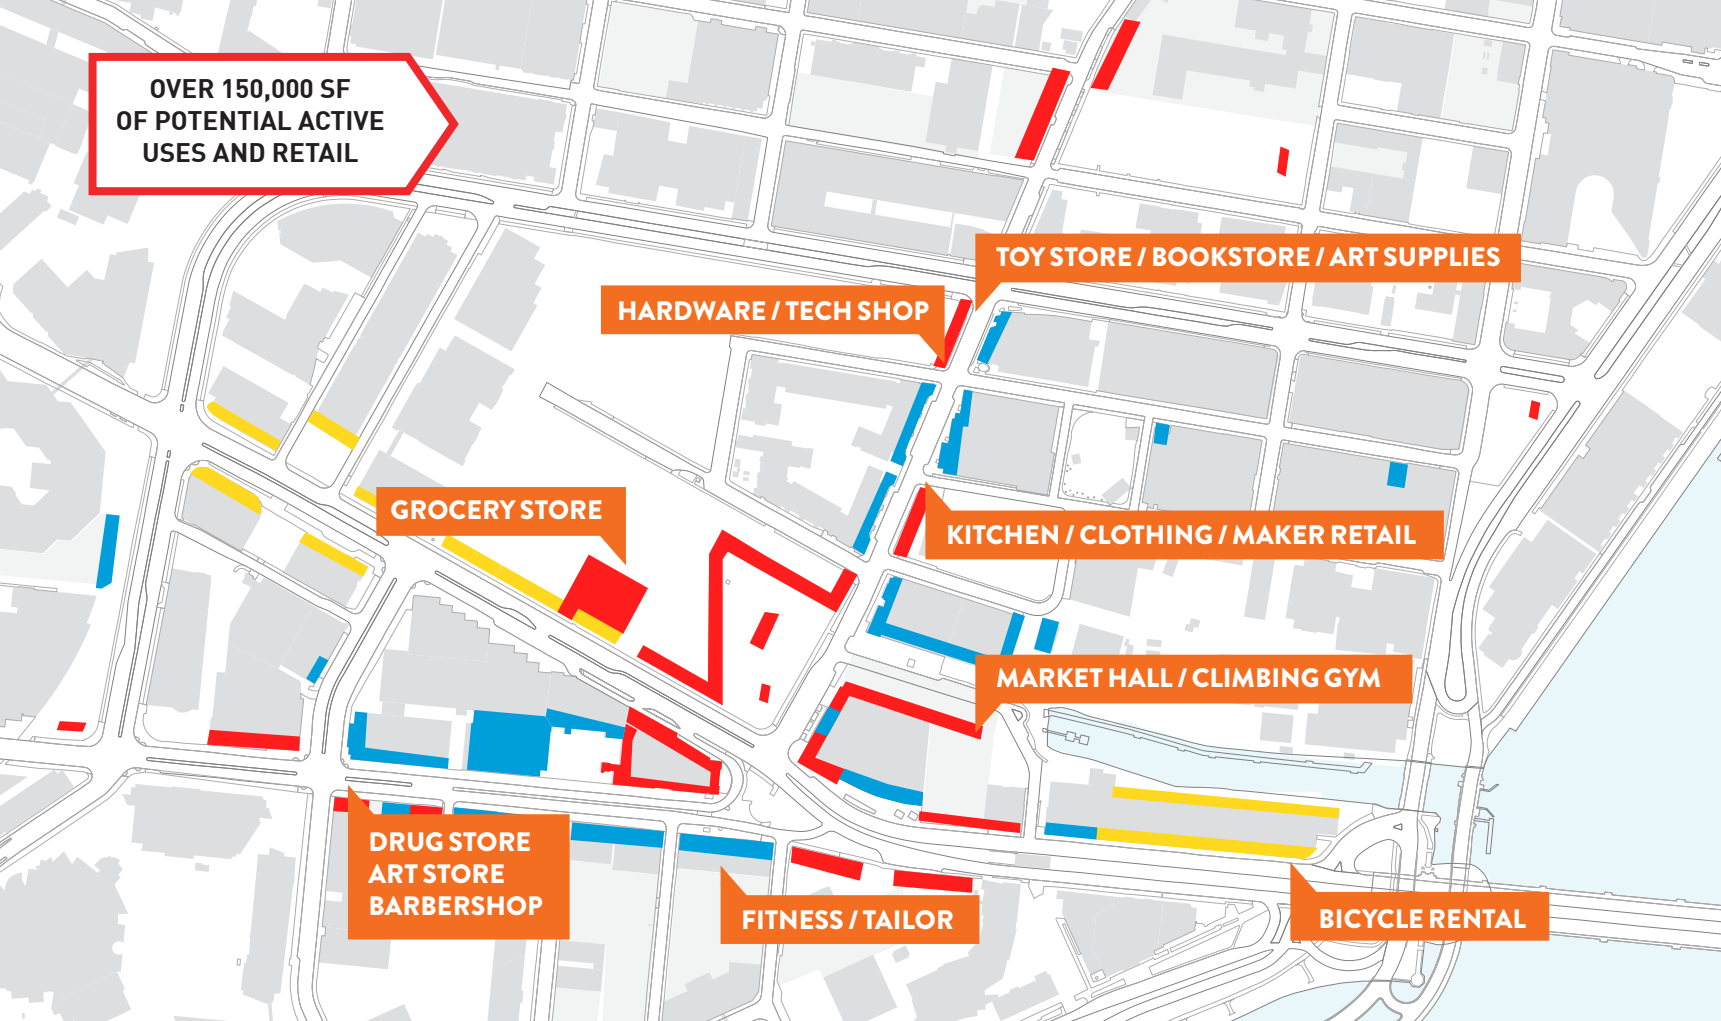 OVER 150,000 SF
OF POTENTIAL ACTIVE
USES AND RETAIL
TOY STORE / BOOKSTORE / ART SUPPLIES
HARDWARE / TECH SHOP
GROCERY STORE
KITCHEN / CLOTHING / MAKER RETAIL
MARKET HALL / CLIMBING GYM
DRUG STORE
ART STORE
BARBERSHOP
FITNESS / TAILOR
BICYCLE RENTAL